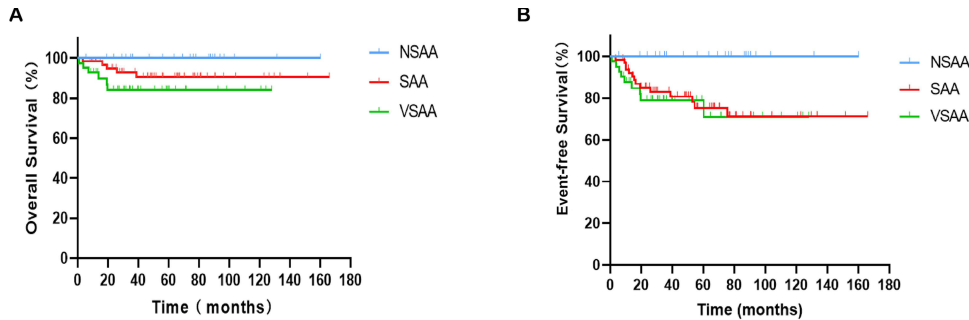 A
Overall Survival (%)
100
80
60
40
20
0
0 20 40 60 80 100 120 140 160 180
Time ( months)
NSAA
SAA
VSAA
B
Event-free Survival (%)
100
80
60
40
20
0
0 20 40 60 80 100 120 140 160 180
Time (months)
NSAA
SAA
VSAA